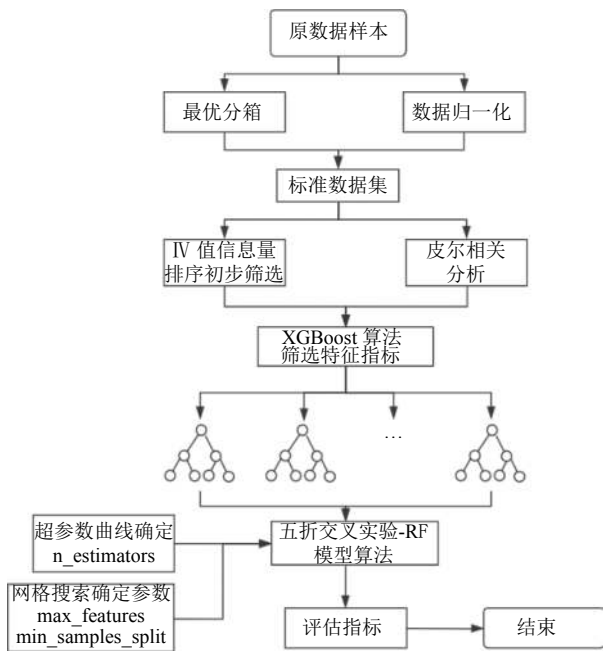 原数据样本
最优分箱
数据归一化
标准数据集
Ⅳ 值信息量
排序初步筛选
皮尔相关
分析
XGBoost 算法
筛选特征指标
…
超参数曲线确定
n_estimators
五折交叉实验-RF
模型算法
网格搜索确定参数
max_features
min_samples_split
评估指标
结束